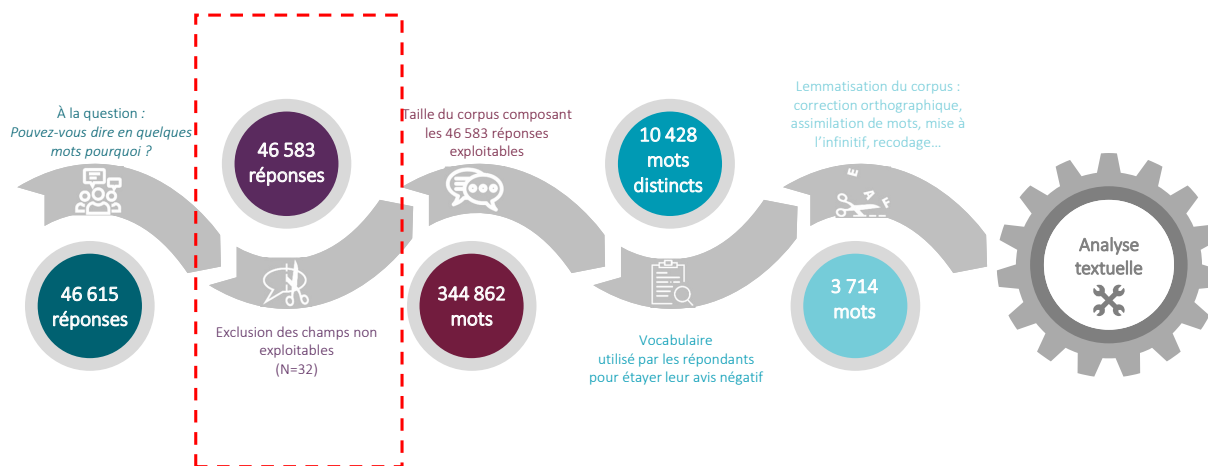 À la question :
Pouvez-vous dire en quelques
mots pourquoi ?
46 615
réponses
46 583
réponses
Exclusion des champs non
exploitables
(N=32)
Taille du corpus composant
les 46 583 réponses
exploitables
344 862
mots
10 428
mots
distincts
Vocabulaire
utilisé par les répondants
pour étayer leur avis négatif
Lemmatisation du corpus :
correction orthographique,
assimilation de mots, mise à
l'infinitif, recodage...
E A F
3 714
mots
Analyse
textuelle